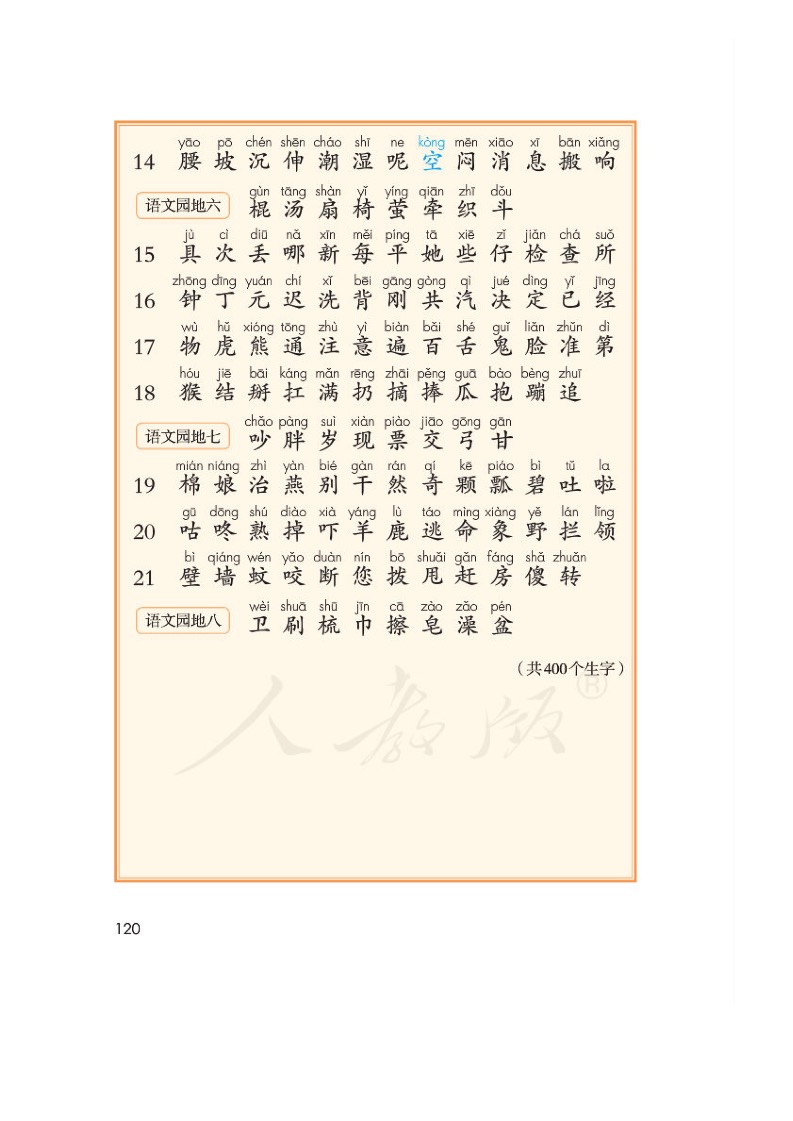 yāo pō chén shēn cháo shī ne kòng mēn xiāo xī bān xiǎng
14 腰 坡 沉 伸 潮 湿 呢 空 闷 消 息 搬 响
gùn tāng shàn yǐ yíng qiān zhī dǒu
语文园地六 棍 汤 扇 椅 萤 牵 织 斗
jù cì diū nǎ xīn měi píng tā xiē zǐ jiǎn chá suǒ
15 具 次 丢 哪 新 每 平 她 些 仔 检 查 所
zhōng dīng yuán chí xǐ bēi gāng gòng qì jué dìng yǐ jīng
16 钟 丁 元 迟 洗 背 刚 共 汽 决 定 已 经
wù hǔ xióng tōng zhù yì biàn bǎi shé guǐ liǎn zhǔn dì
17 物 虎 熊 通 注 意 遍 百 舌 鬼 脸 准 第
hóu jiē bāi káng mǎn rēng zhāi pěng guā bào bèng zhuī
18 猴 结 掰 扛 满 扔 摘 捧 瓜 抱 蹦 追
chǎo pàng suì xiàn piào jiāo gōng gān
语文园地七 吵 胖 岁 现 票 交 弓 甘
mián niáng zhì yàn bié gàn rán qí kē piáo bì tǔ la
19 棉 娘 治 燕 别 干 然 奇 颗 瓢 碧 吐 啦
gū dōng shú diào xià yáng lù táo mìng xiàng yě lán lǐng
20 咕 咚 熟 掉 吓 羊 鹿 逃 命 象 野 拦 领
bì qiáng wén yǎo duàn nín bō shuǎi gǎn fáng shǎ zhuǎn
21 壁 墙 蚊 咬 断 您 拨 甩 赶 房 傻 转
wèi shuā shū jīn cā zào zǎo pén
语文园地八 卫 刷 梳 巾 擦 皂 澡 盆
（共400个生字）
人教版®
120